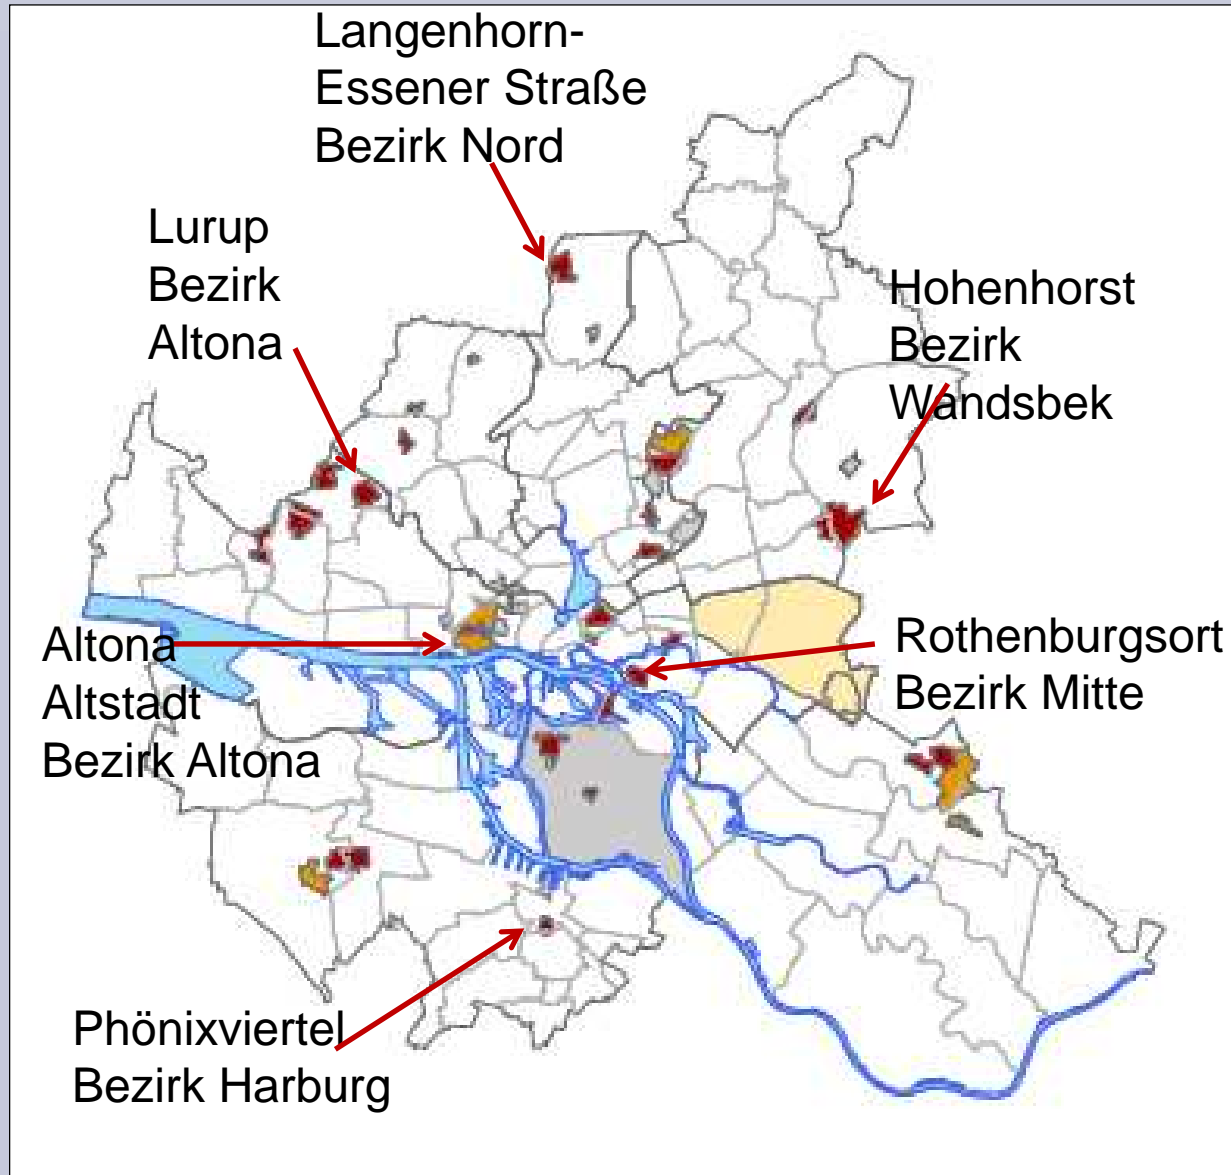 Langenhorn-
Essener Straße
Bezirk Nord
Lurup
Bezirk
Altona
Hohenhorst
Bezirk
Wandsbek
Altona
Altstadt
Bezirk Altona
Rothenburgsort
Bezirk Mitte
Phönixviertel
Bezirk Harburg